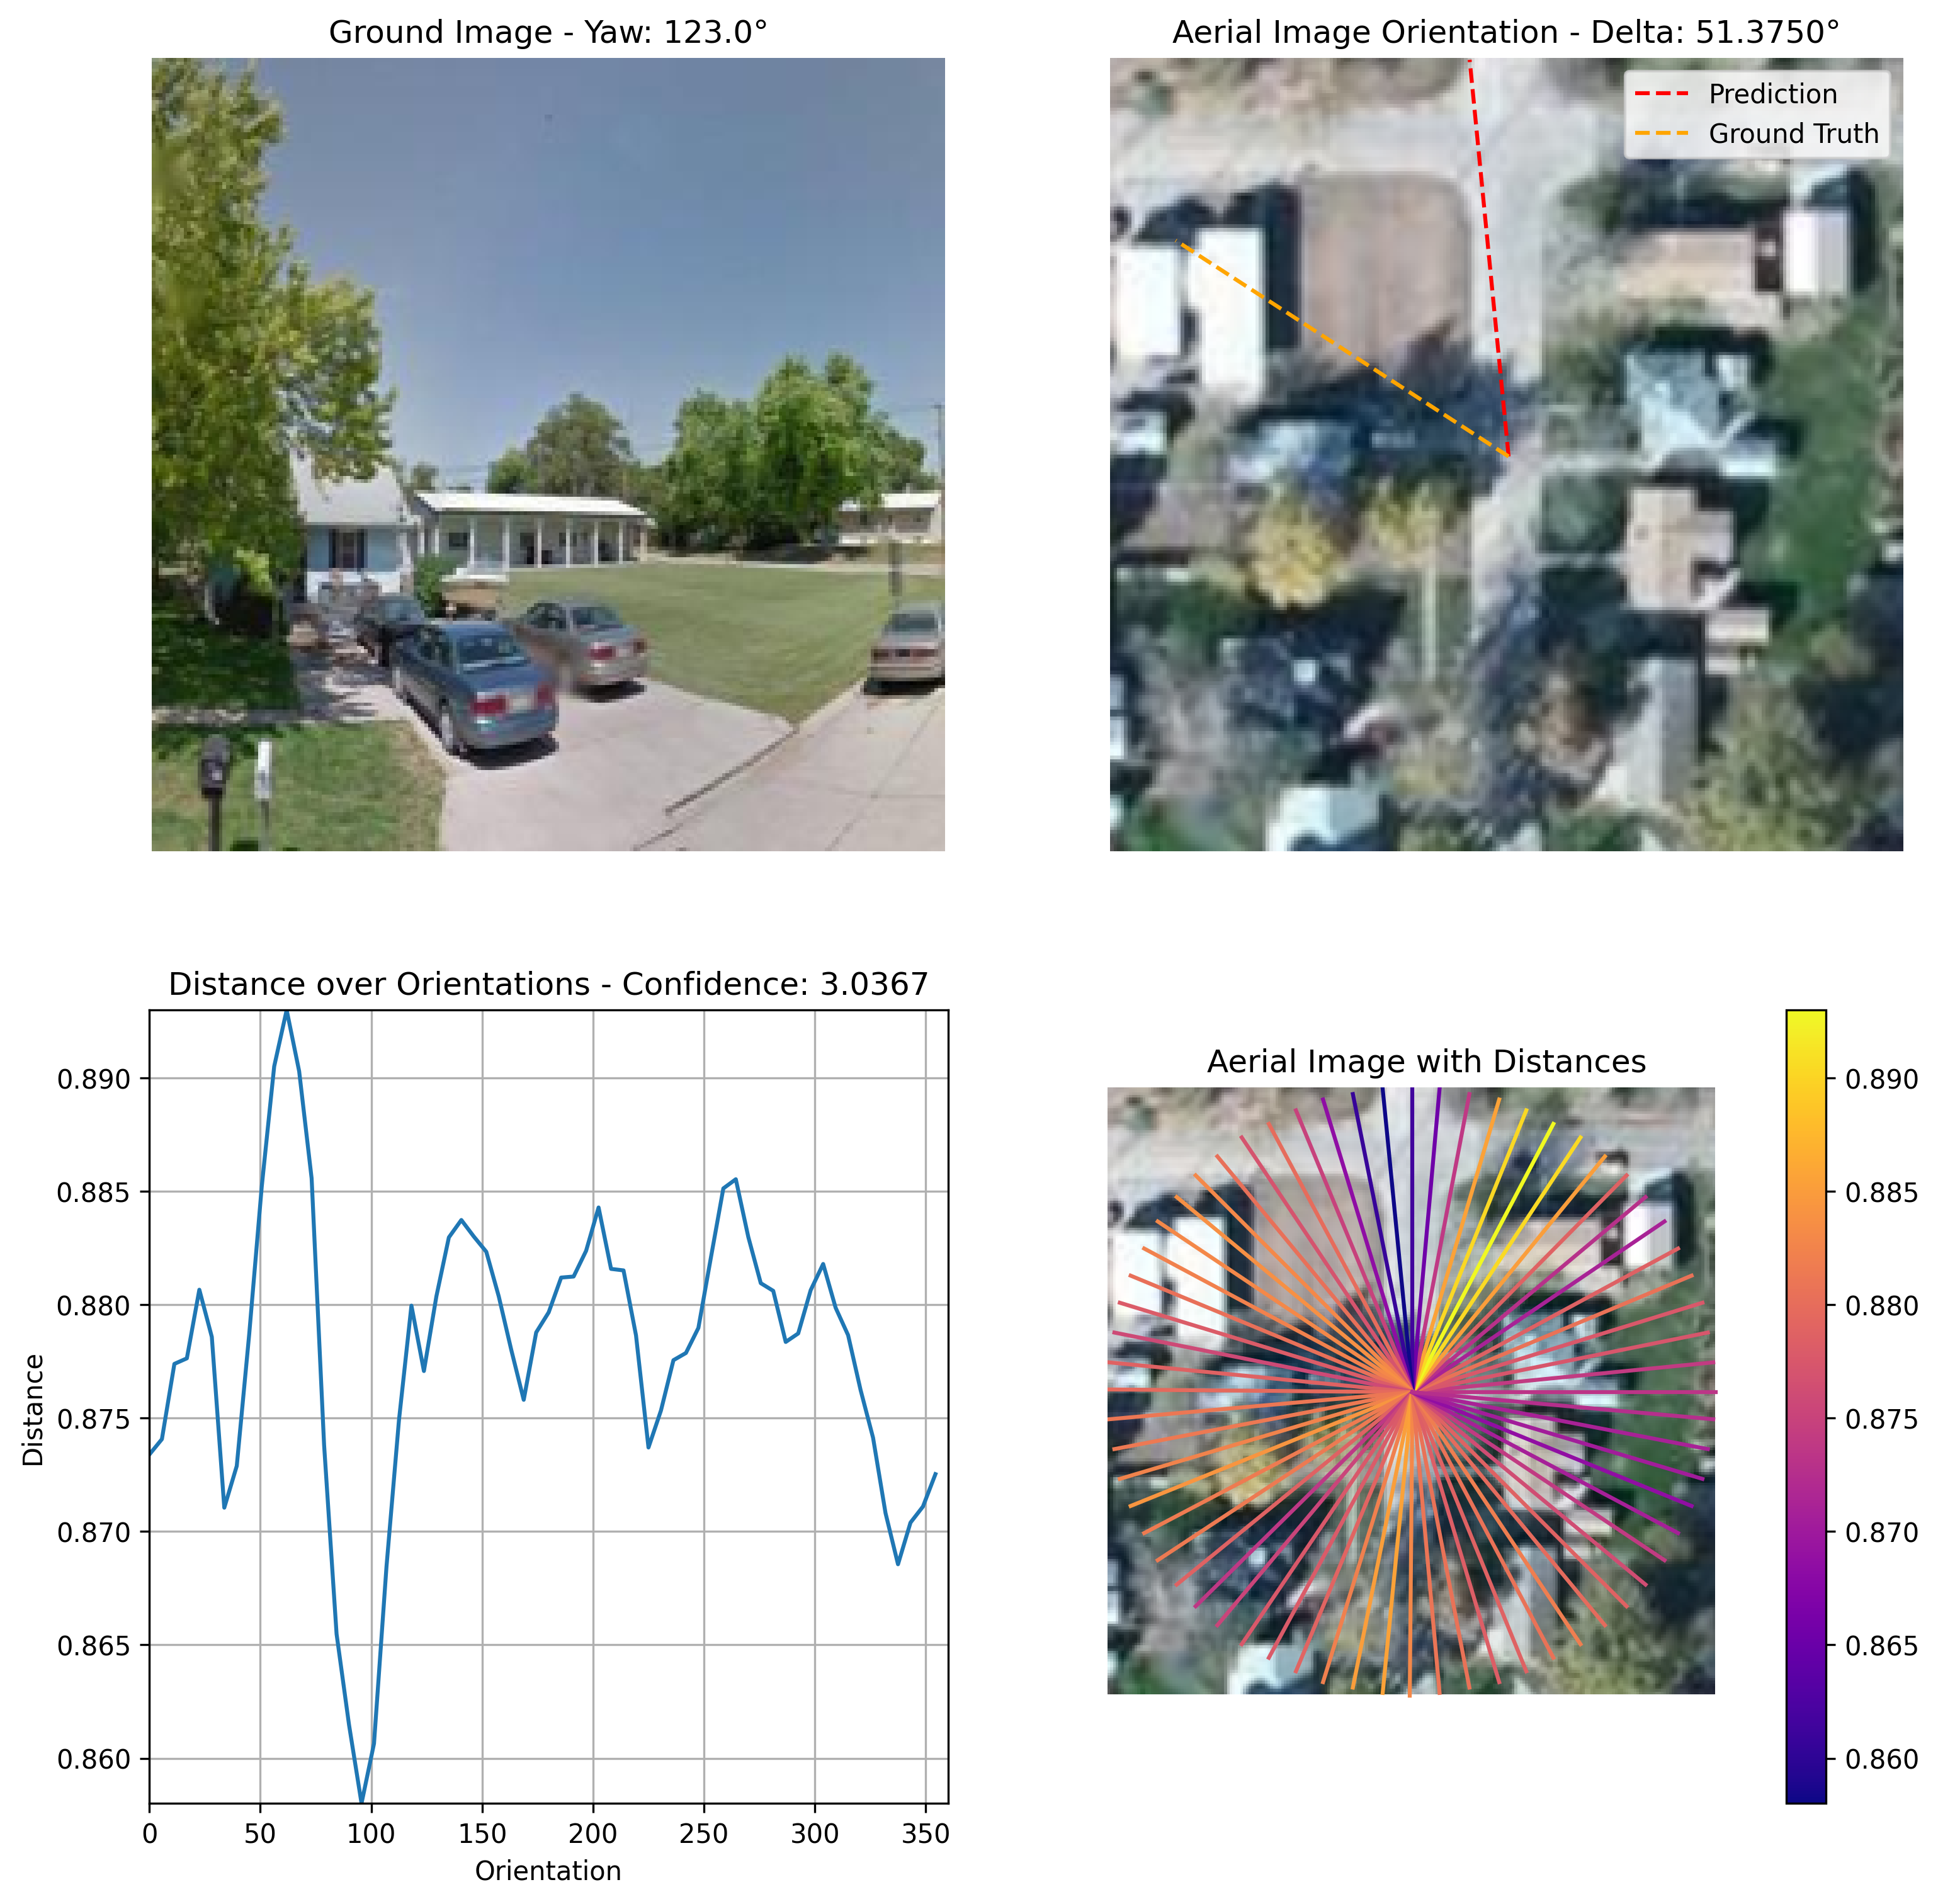 Ground Image - Yaw: 123.0°
Aerial Image Orientation - Delta: 51.3750°
Prediction
Ground Truth
Distance over Orientations - Confidence: 3.0367
0.890
0.885
0.880
0.875
0.870
0.865
0.860
Distance
0 50 100 150 200 250 300 350
Orientation
Aerial Image with Distances
0.890
0.885
0.880
0.875
0.870
0.865
0.860